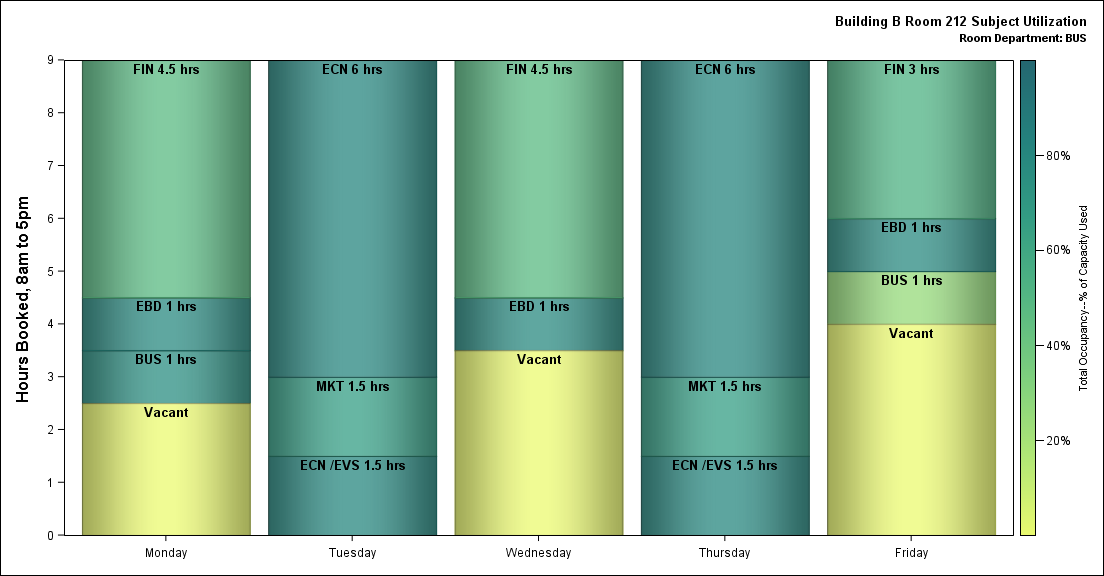 Building B Room 212 Subject Utilization
Room Department: BUS
Hours Booked, 8am to 5pm
9
8
7
6
5
4
3
2
1
0
FIN 4.5 hrs
EBD 1 hrs
BUS 1 hrs
Vacant
Monday
ECN 6 hrs
MKT 1.5 hrs
ECN /EVS 1.5 hrs
Tuesday
FIN 4.5 hrs
EBD 1 hrs
Vacant
Wednesday
ECN 6 hrs
MKT 1.5 hrs
ECN /EVS 1.5 hrs
Thursday
FIN 3 hrs
EBD 1 hrs
BUS 1 hrs
Vacant
Friday
80%
60%
40%
20%
Total Occupancy--% of Capacity Used